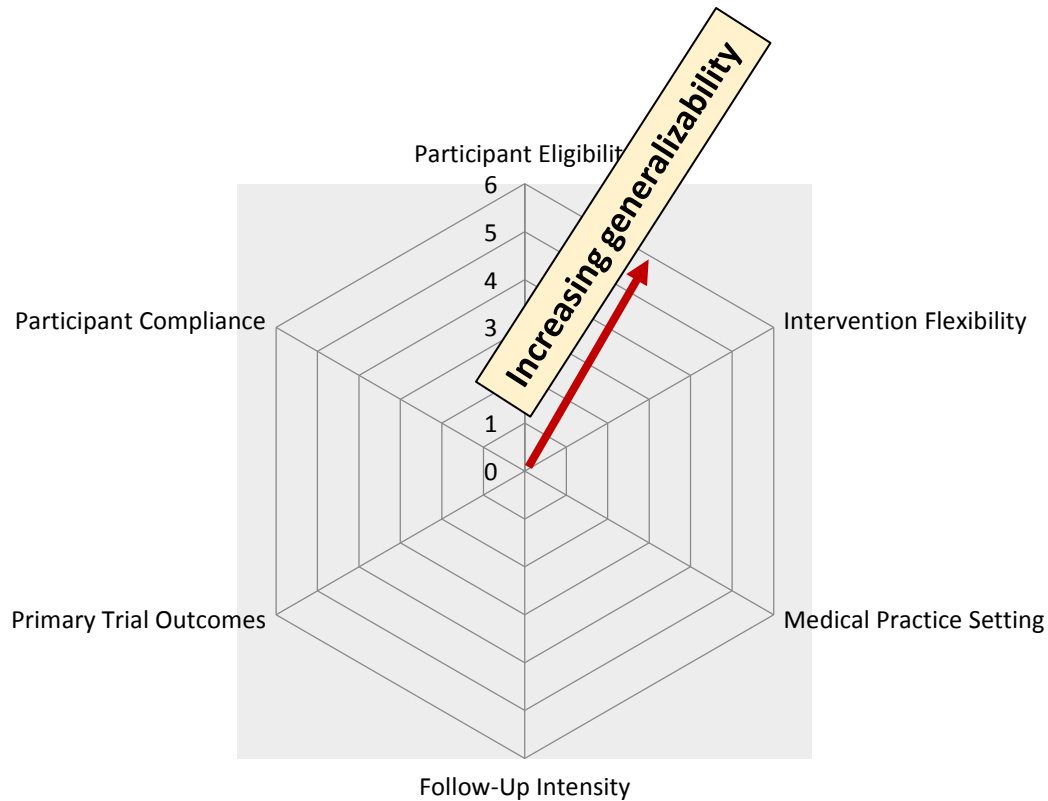 Increasing generalizability
Participant Eligibilit
6
5
4
3
1
0
Participant Compliance
Intervention Flexibility
Primary Trial Outcomes
Medical Practice Setting
Follow-Up Intensity